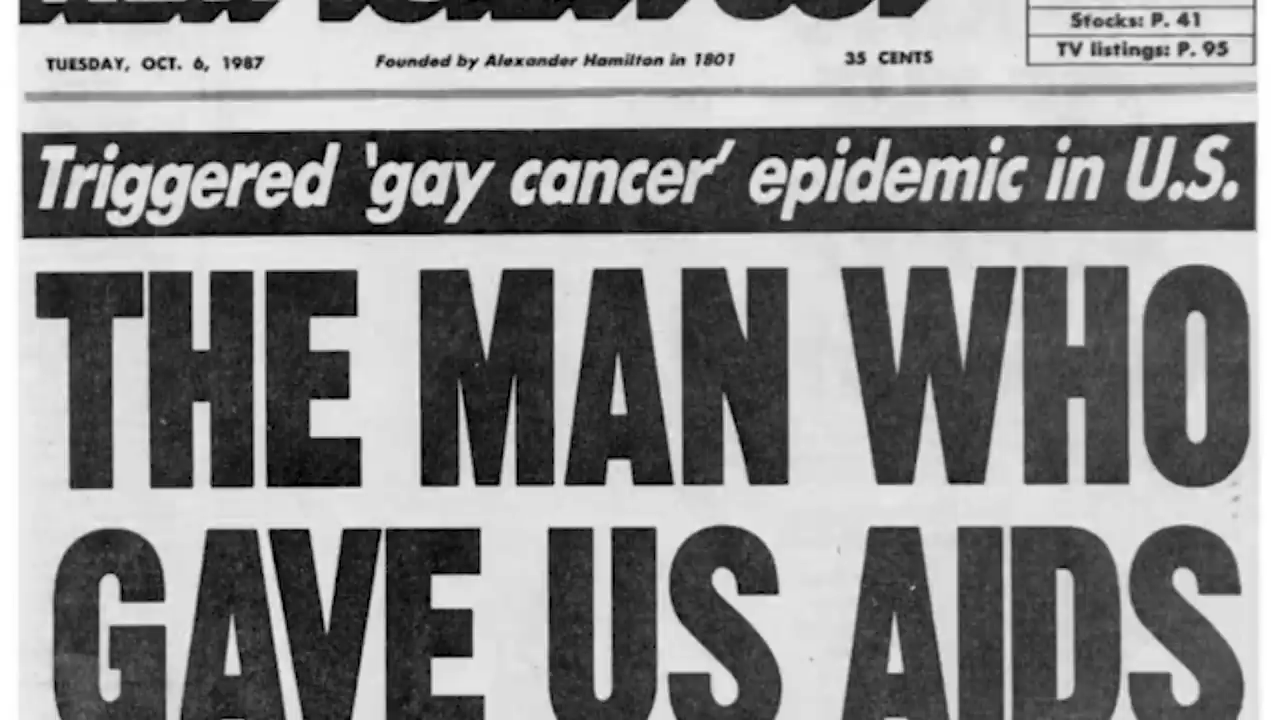 Stocks: P. 41
TV listings: P. 95
TUESDAY, OCT. 6, 1987 Founded by Alexander Hamilton in 1801 35 CENTS
Triggered 'gay cancer' epidemic in U.S.
THE MAN WHO
GAVE US AIDS